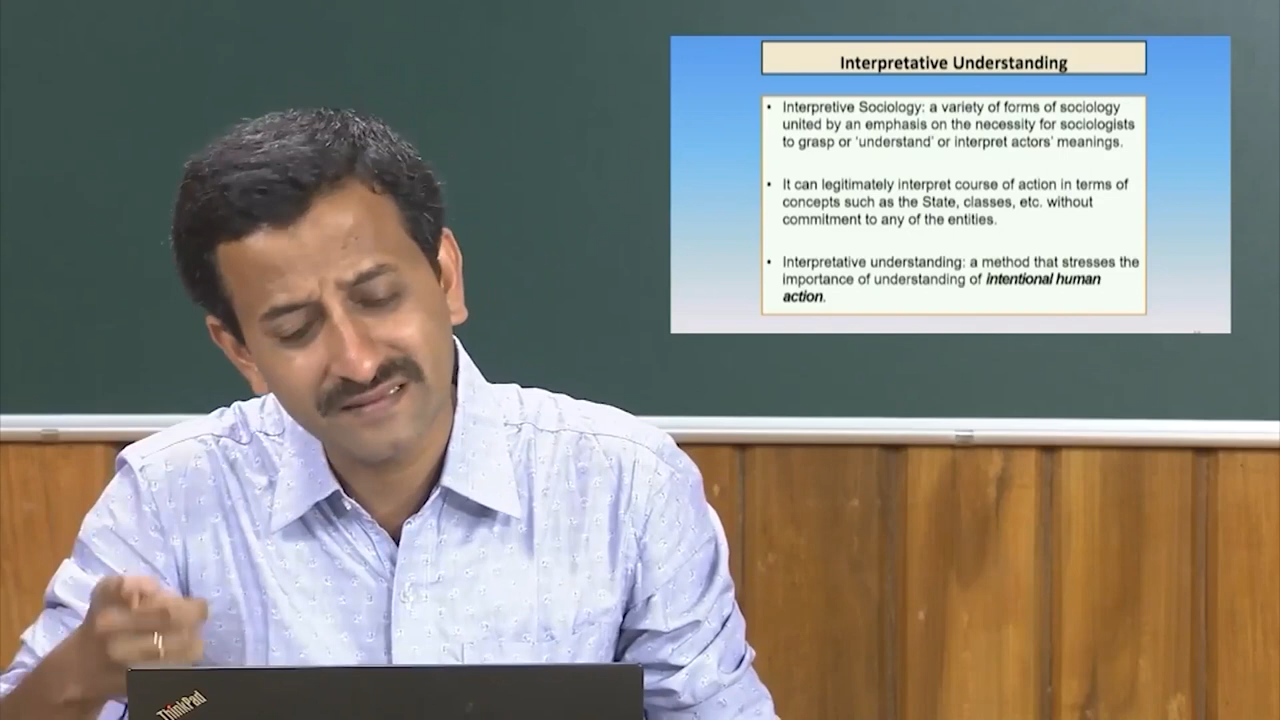 Interpretative Understanding
• Interpretive Sociology: a variety of forms of sociology
united by an emphasis on the necessity for sociologists
to grasp or 'understand' or interpret actors' meanings.
• It can legitimately interpret course of action in terms of
concepts such as the State, classes, etc. without
commitment to any of the entities.
• Interpretative understanding: a method that stresses the
importance of understanding of intentional human
action.
ThinkPad